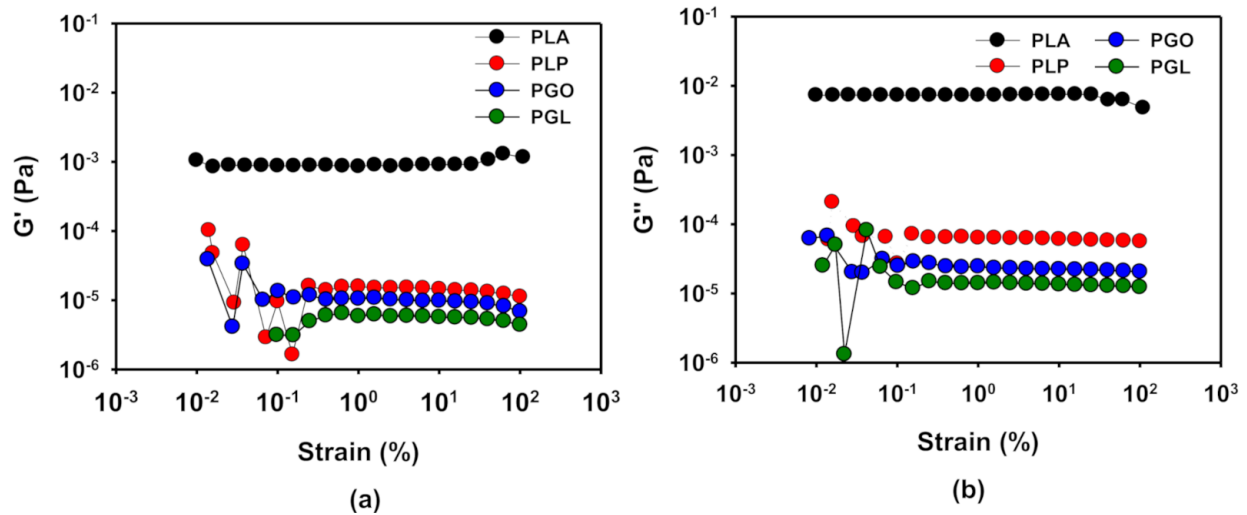 G' (Pa)
10⁻¹
10⁻²
10⁻³
10⁻⁴
10⁻⁵
10⁻⁶
PLA
PLP
PGO
PGL
10⁻³ 10⁻² 10⁻¹ 10⁰ 10¹ 10² 10³
Strain (%)
(a)
G'' (Pa)
10⁻¹
10⁻²
10⁻³
10⁻⁴
10⁻⁵
10⁻⁶
PLA PGO
PLP PGL
10⁻³ 10⁻² 10⁻¹ 10⁰ 10¹ 10² 10³
Strain (%)
(b)